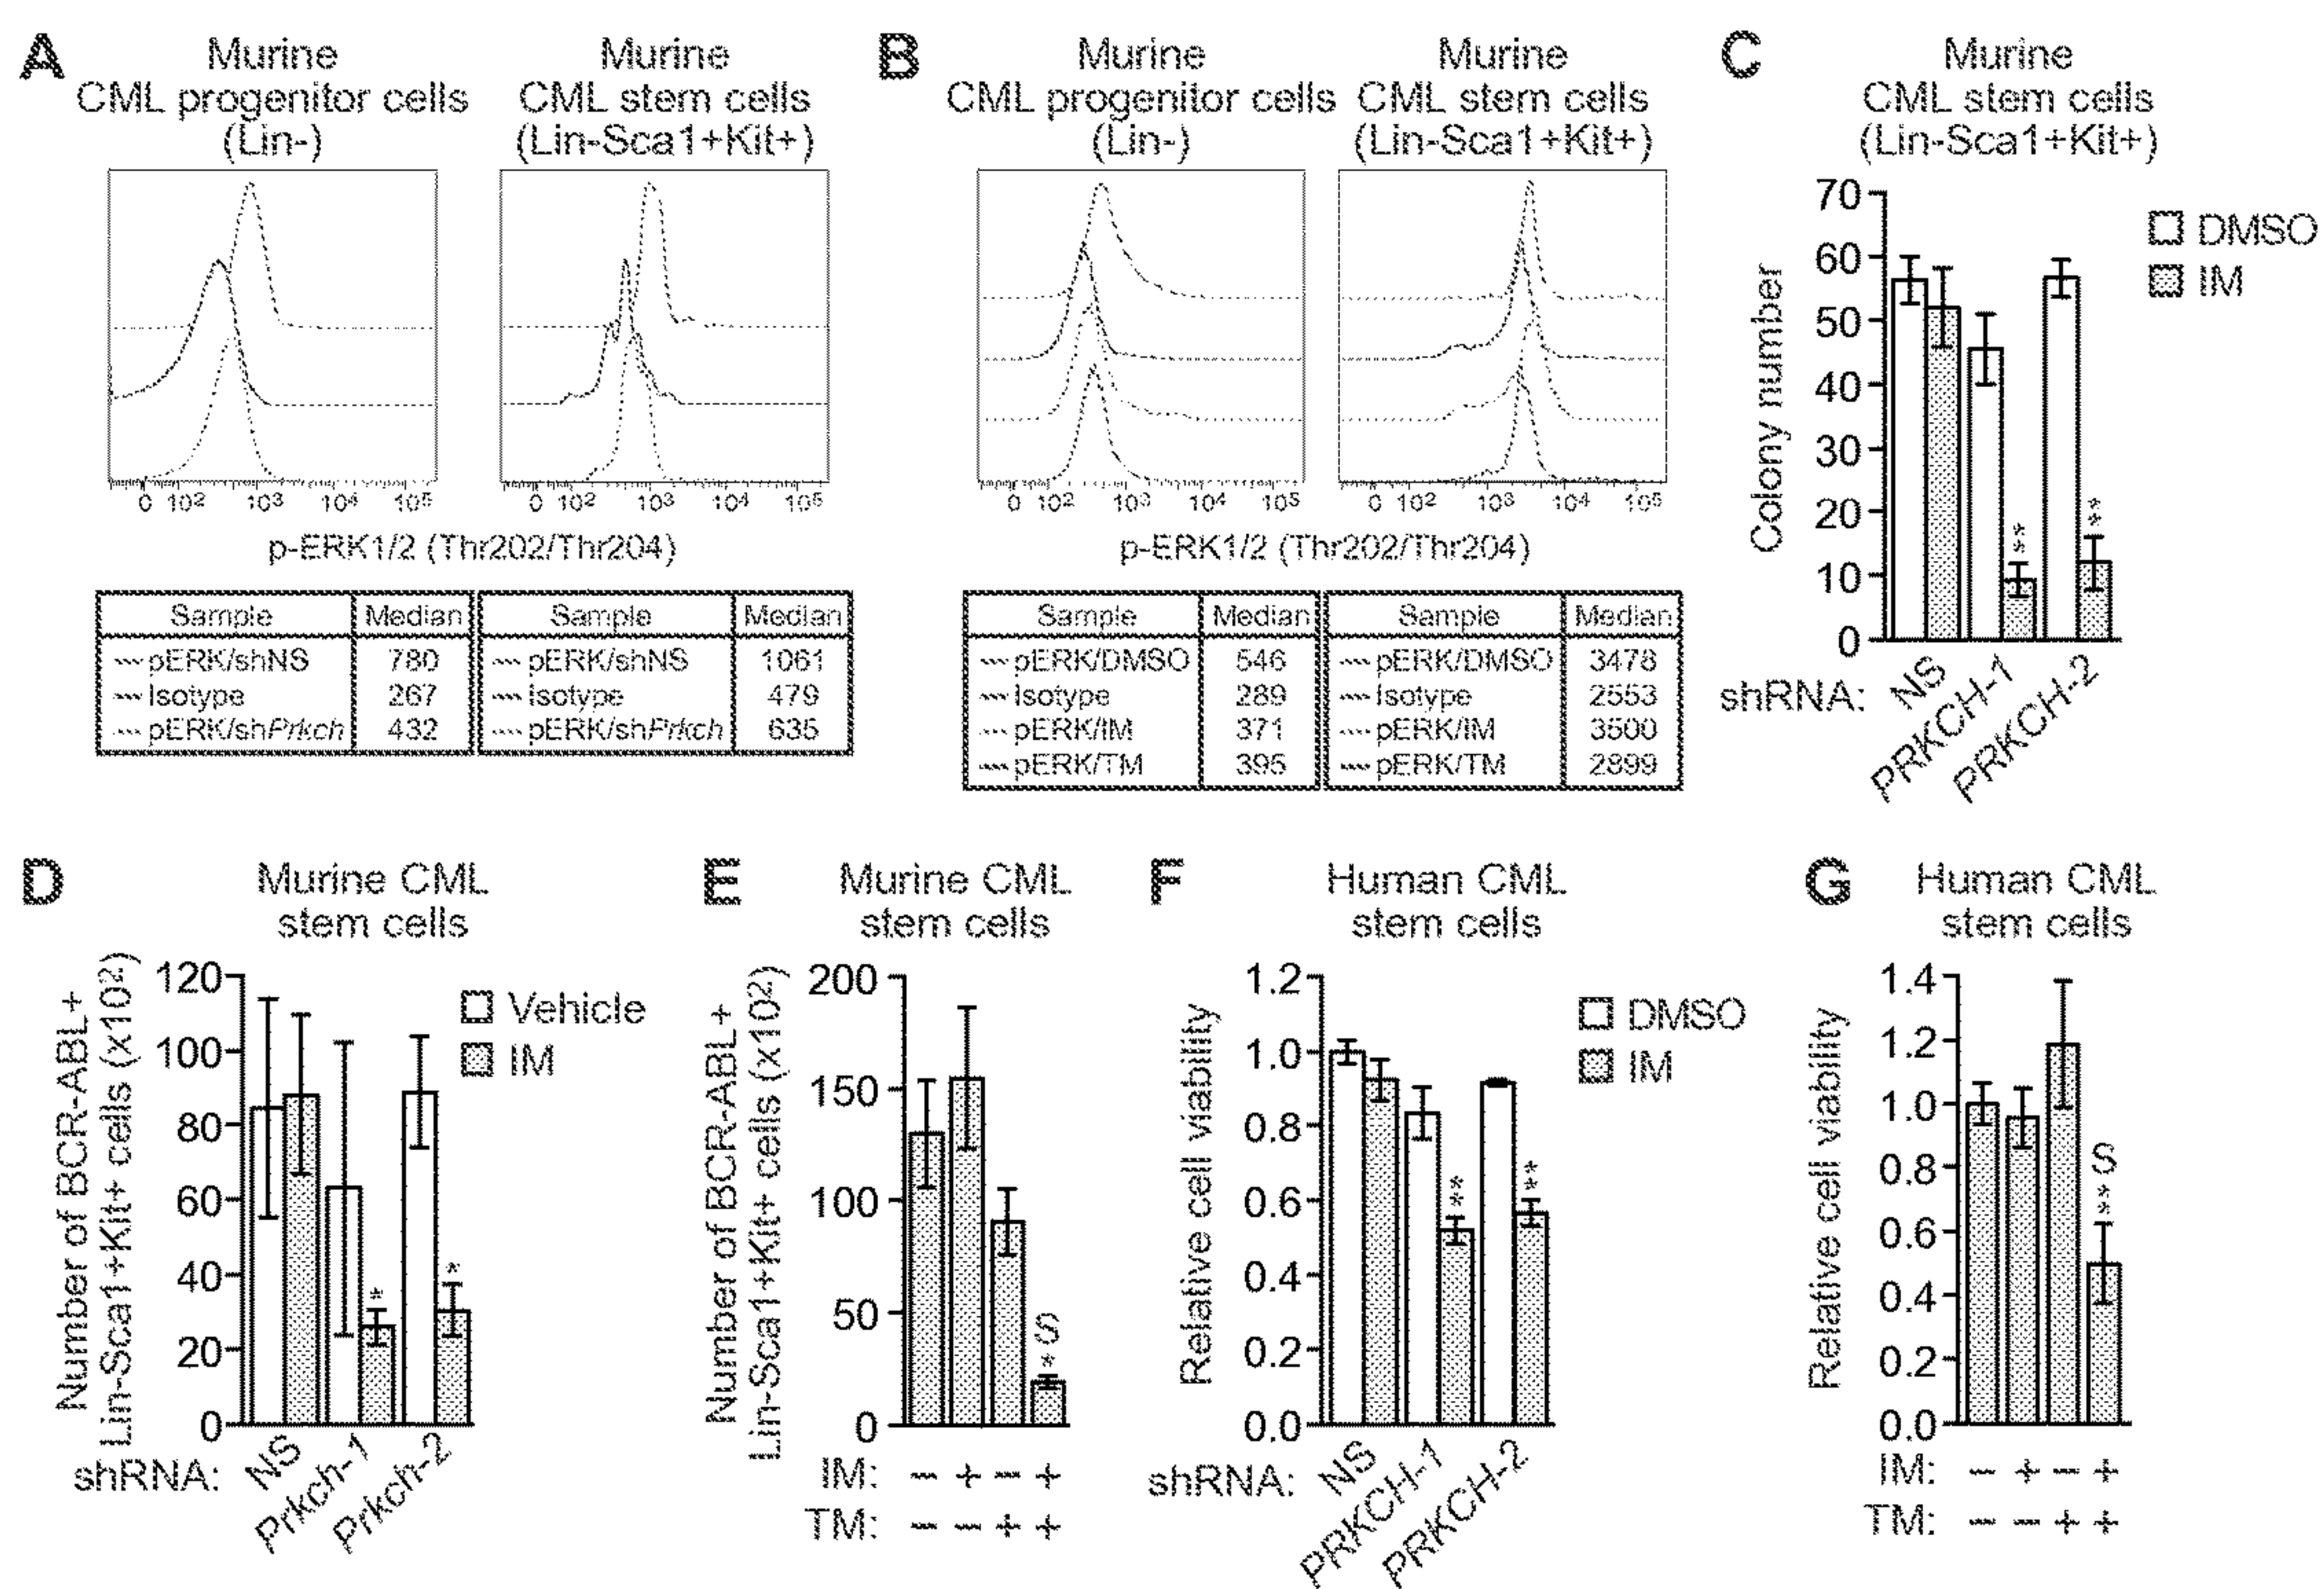 A
Murine
CML progenitor cells
(Lin-)
Murine
CML stem cells
(Lin-Sca1+Kit+)
0 10² 10³ 10⁴ 10⁵
0 10² 10³ 10⁴ 10⁵
p-ERK1/2 (Thr202/Thr204)
Sample Median
pERK/shNS 780
Isotype 267
pERK/shPrkch 432
Sample Median
pERK/shNS 1061
Isotype 479
pERK/shPrkch 635
B
Murine
CML progenitor cells
(Lin-)
Murine
CML stem cells
(Lin-Sca1+Kit+)
0 10² 10³ 10⁴ 10⁵
0 10² 10³ 10⁴ 10⁵
p-ERK1/2 (Thr202/Thr204)
Sample Median
pERK/DMSO 546
Isotype 289
pERK/IM 371
pERK/TM 395
Sample Median
pERK/DMSO 3478
Isotype 2553
pERK/IM 3500
pERK/TM 2899
C
Murine
CML stem cells
(Lin-Sca1+Kit+)
Colony number
70
60
50
40
30
20
10
0
DMSO
IM
**
**
shRNA: NS PRKCH-1 PRKCH-2
D
Murine CML
stem cells
Number of BCR-ABL+
Lin-Sca1+Kit+ cells (x10²)
120
100
80
60
40
20
0
Vehicle
IM
*
*
shRNA: NS Prkch-1 Prkch-2
E
Murine CML
stem cells
Number of BCR-ABL+
Lin-Sca1+Kit+ cells (x10²)
200
150
100
50
0
*S
IM: – + – +
TM: – – + +
F
Human CML
stem cells
Relative cell viability
1.2
1.0
0.8
0.6
0.4
0.2
0.0
DMSO
IM
**
**
shRNA: NS PRKCH-1 PRKCH-2
G
Human CML
stem cells
Relative cell viability
1.4
1.2
1.0
0.8
0.6
0.4
0.2
0.0
**S
IM: – + – +
TM: – – + +